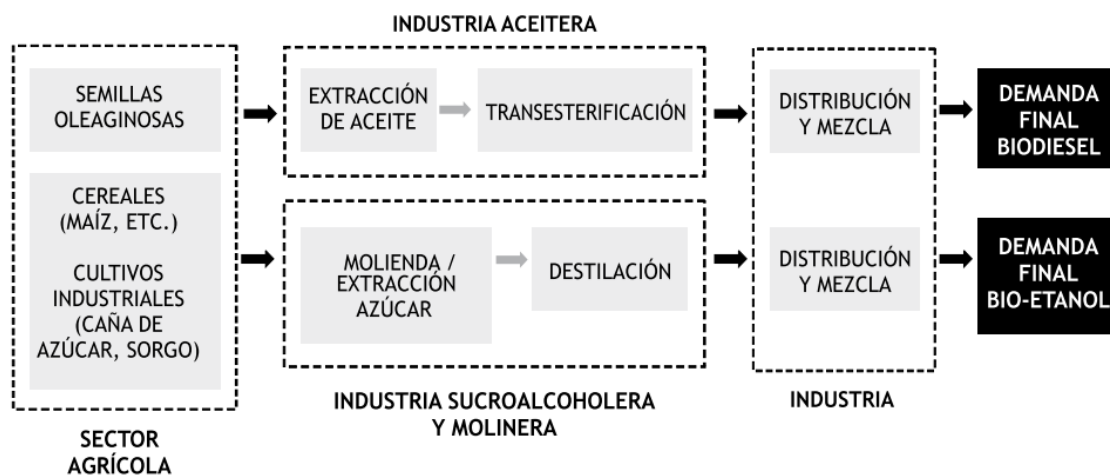 INDUSTRIA ACEITERA
SEMILLAS
OLEAGINOSAS
EXTRACCIÓN
DE ACEITE
TRANSESTERIFICACIÓN
DISTRIBUCIÓN
Y MEZCLA
DEMANDA
FINAL
BIODIESEL
CEREALES
(MAÍZ, ETC.)
CULTIVOS
INDUSTRIALES
(CAÑA DE
AZÚCAR, SORGO)
MOLIENDA /
EXTRACCIÓN
AZÚCAR
DESTILACIÓN
DISTRIBUCIÓN
Y MEZCLA
DEMANDA
FINAL
BIO-ETANOL
SECTOR
AGRÍCOLA
INDUSTRIA SUCROALCOHOLERA
Y MOLINERA
INDUSTRIA